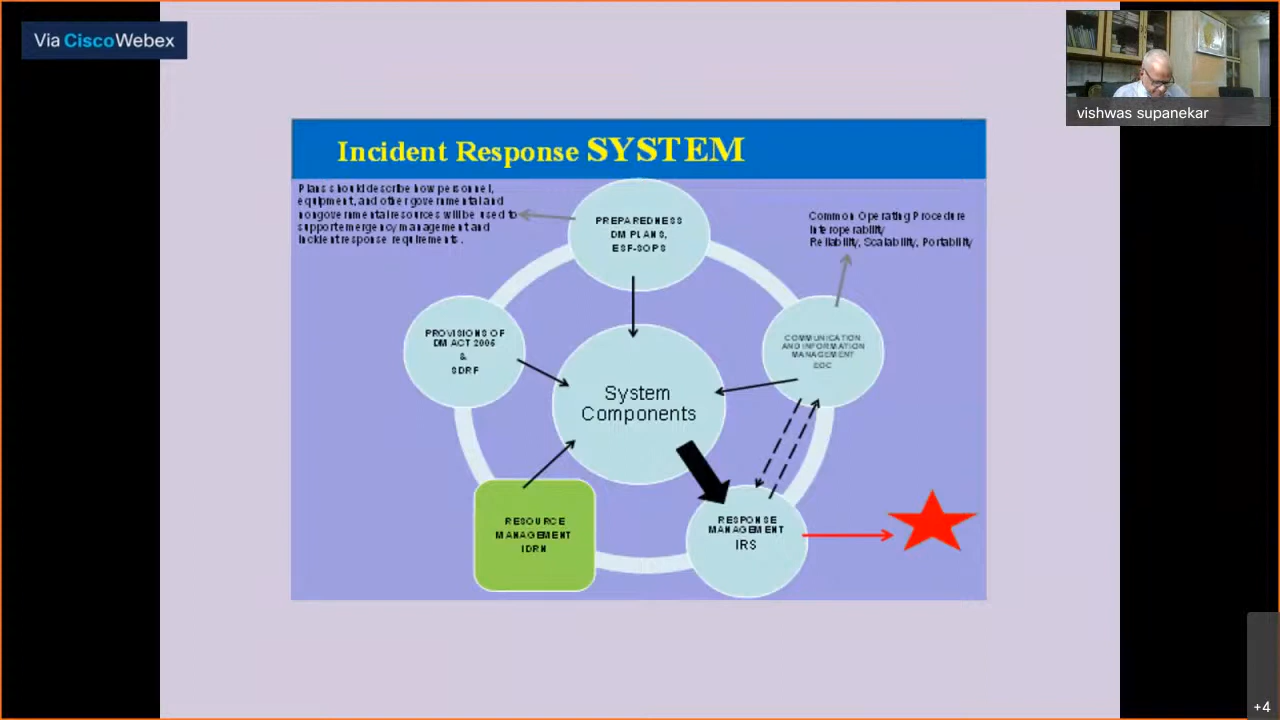 Via Cisco Webex
vishwas supanekar
Incident Response SYSTEM
Plans should describe how personnel,
equipment, and other governmental and
nongovernmental resources will be used to
support emergency management and
incident response requirements.
PREPAREDNESS
DM PLANS,
ESF-SOPS
Common Operating Procedure
Interoperability
Reliability, Scalability, Portability
PROVISIONS OF
DM ACT 2005
&
SDRF
COMMUNICATION
AND INFORMATION
MANAGEMENT
EOC
System
Components
RESOURCE
MANAGEMENT
IDRN
RESPONSE
MANAGEMENT
IRS
+4